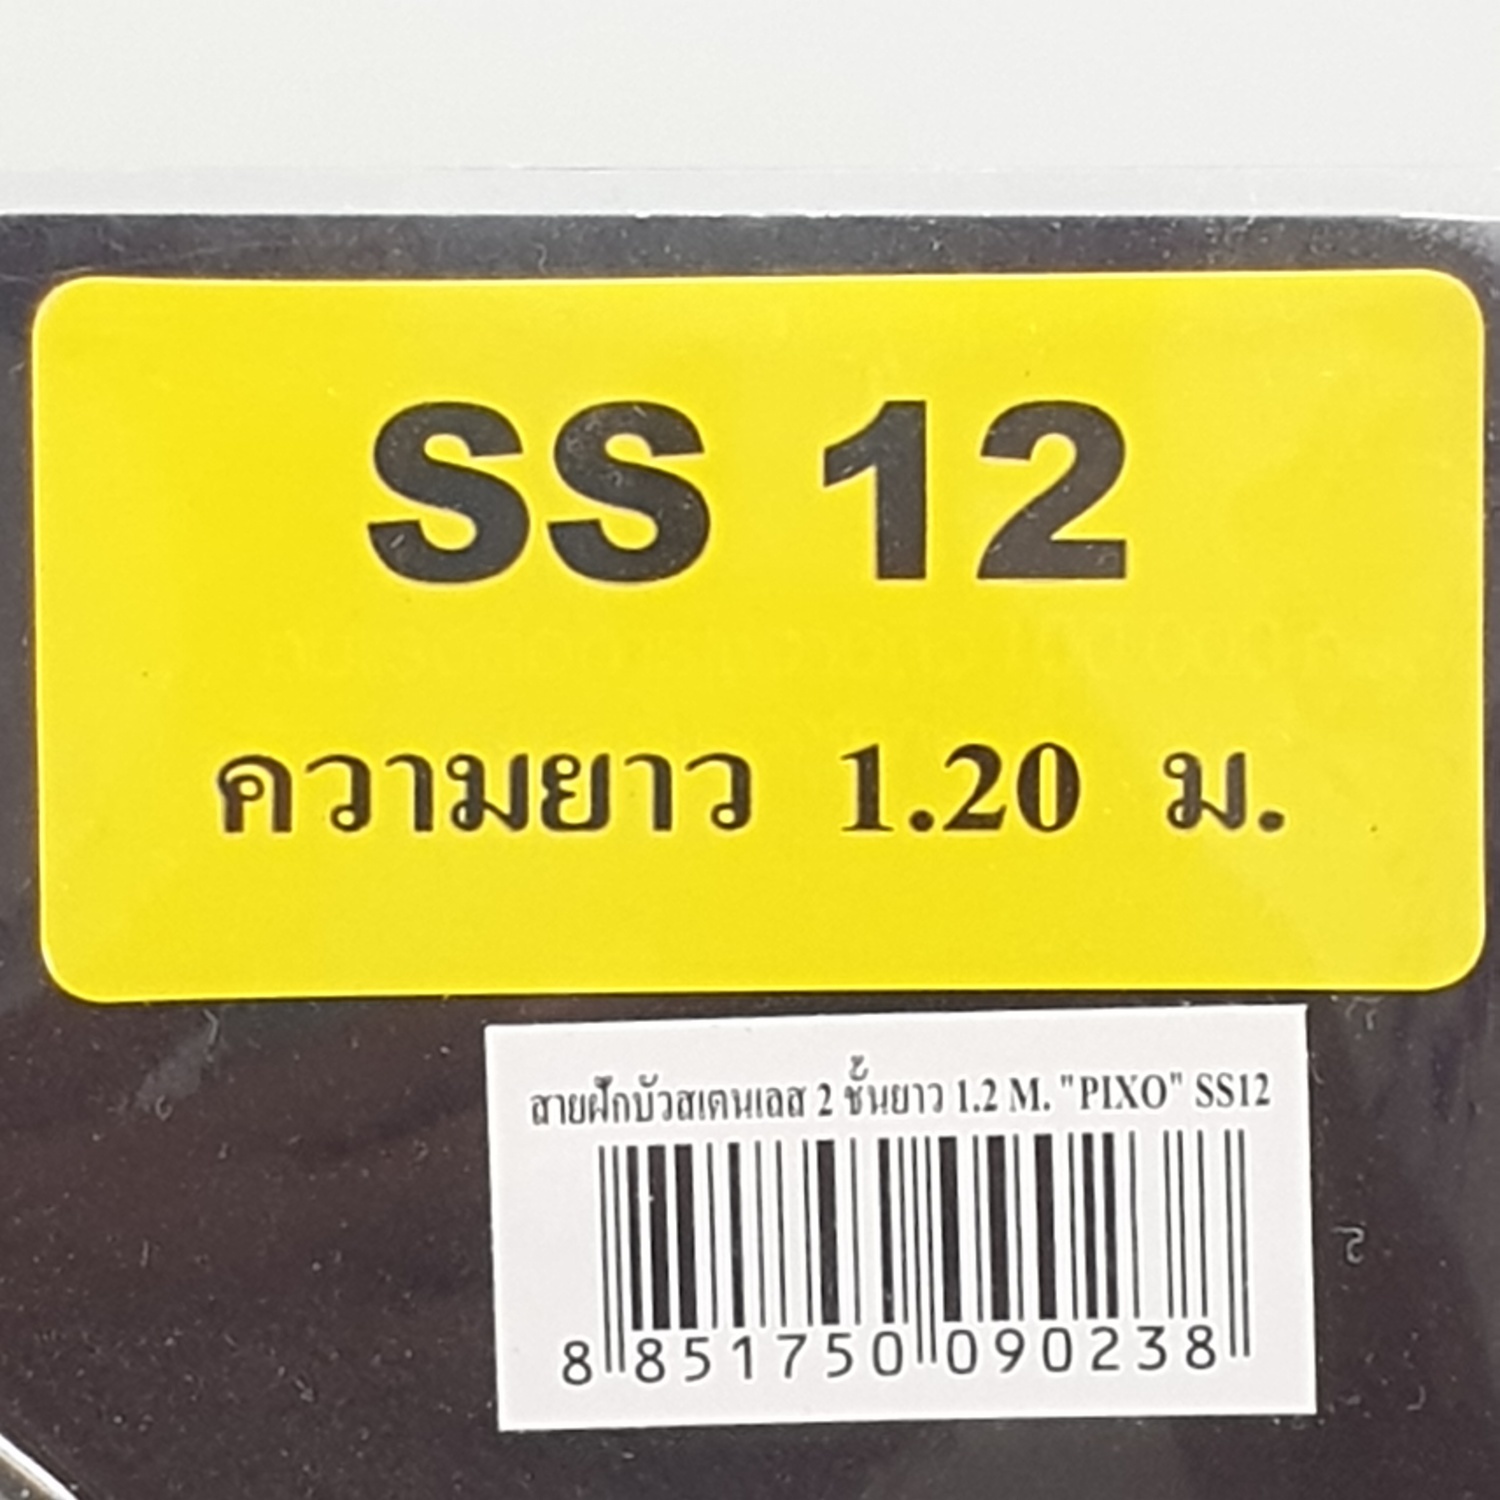 SS 12
ความยาว 1.20 ม.
สายฝักบัวสเตนเลส 2 ชั้นยาว 1.2 M. "PIXO" SS12
8 851750 090238